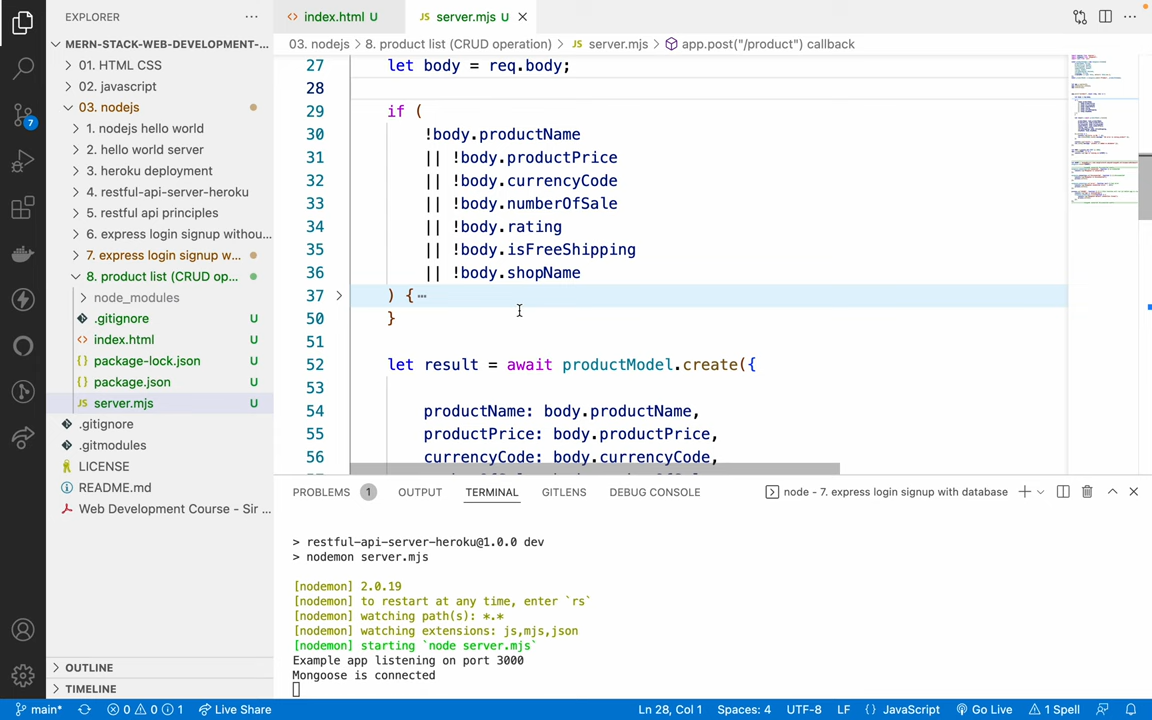 EXPLORER
MERN-STACK-WEB-DEVELOPMENT-...
01. HTML CSS
02. javascript
03. nodejs
1. nodejs hello world
2. hello world server
3. heroku deployment
4. restful-api-server-heroku
5. restful api principles
6. express login signup withou...
7. express login signup w...
8. product list (CRUD op...
node_modules
.gitignore U
index.html U
package-lock.json U
package.json U
JS server.mjs U
.gitignore
.gitmodules
LICENSE
README.md
Web Development Course - Sir ...
OUTLINE
TIMELINE
7
index.html U
JS server.mjs U
03. nodejs > 8. product list (CRUD operation) > JS server.mjs > app.post("/product") callback
27 let body = req.body;
28
29 if (
30 !body.productName
31 || !body.productPrice
32 || !body.currencyCode
33 || !body.numberOfSale
34 || !body.rating
35 || !body.isFreeShipping
36 || !body.shopName
37 ) {…
50 }
51
52 let result = await productModel.create({
53
54 productName: body.productName,
55 productPrice: body.productPrice,
56 currencyCode: body.currencyCode,
PROBLEMS 1 OUTPUT TERMINAL GITLENS DEBUG CONSOLE node - 7. express login signup with database
> restful-api-server-heroku@1.0.0 dev
> nodemon server.mjs
[nodemon] 2.0.19
[nodemon] to restart at any time, enter `rs`
[nodemon] watching path(s): *.*
[nodemon] watching extensions: js,mjs,json
[nodemon] starting `node server.mjs`
Example app listening on port 3000
Mongoose is connected
main* 0 0 1 Live Share Ln 28, Col 1 Spaces: 4 UTF-8 LF {} JavaScript Go Live 1 Spell